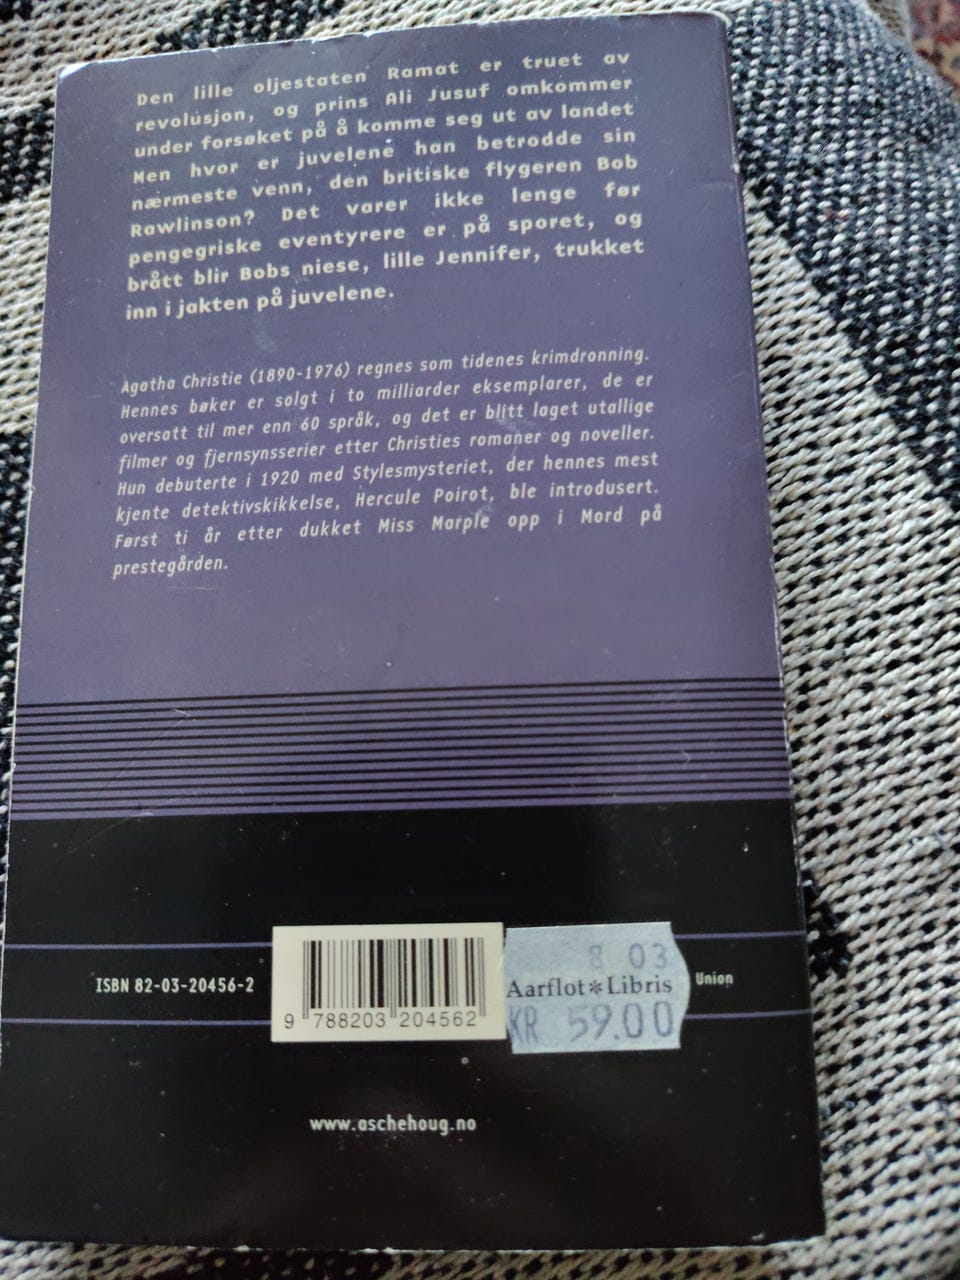 Den lille oljestaten Ramat er truet av
revolusjon, og prins Ali Jusuf omkommer
under forsøket på å komme seg ut av landet
Men hvor er juvelene han betrodde sin
nærmeste venn, den britiske flygeren Bob
Rawlinson? Det varer ikke lenge før
pengegriske eventyrere er på sporet, og
brått blir Bobs niese, lille Jennifer, trukket
inn i jakten på juvelene.
Agatha Christie (1890-1976) regnes som tidenes krimdronning.
Hennes bøker er solgt i to milliarder eksemplarer, de er
oversatt til mer enn 60 språk, og det er blitt laget utallige
filmer og fjernsynsserier etter Christies romaner og noveller.
Hun debuterte i 1920 med Stylesmysteriet, der hennes mest
kjente detektivskikkelse, Hercule Poirot, ble introdusert.
Først ti år etter dukket Miss Marple opp i Mord på
prestegården.
ISBN 82-03-20456-2
9 788203 204562
8 03
Aarflot*Libris
KR 59.00
Union
www.aschehoug.no